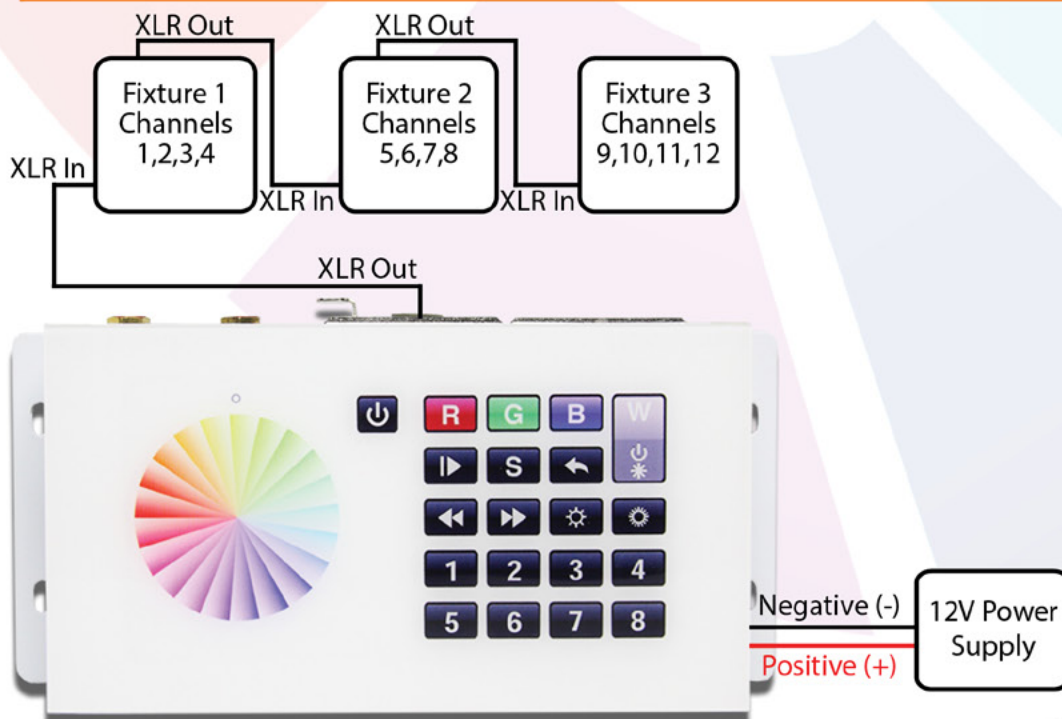 XLR Out
XLR Out
Fixture 1
Channels
1,2,3,4
Fixture 2
Channels
5,6,7,8
Fixture 3
Channels
9,10,11,12
XLR In
XLR In
XLR In
XLR Out
R
G
B
W
S
1
2
3
4
5
6
7
8
Negative (-)
Positive (+)
12V Power
Supply